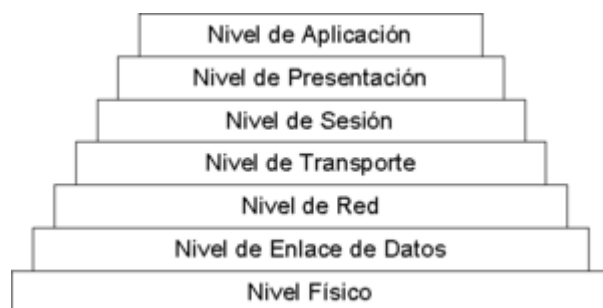 Nivel de Aplicación
Nivel de Presentación
Nivel de Sesión
Nivel de Transporte
Nivel de Red
Nivel de Enlace de Datos
Nivel Físico